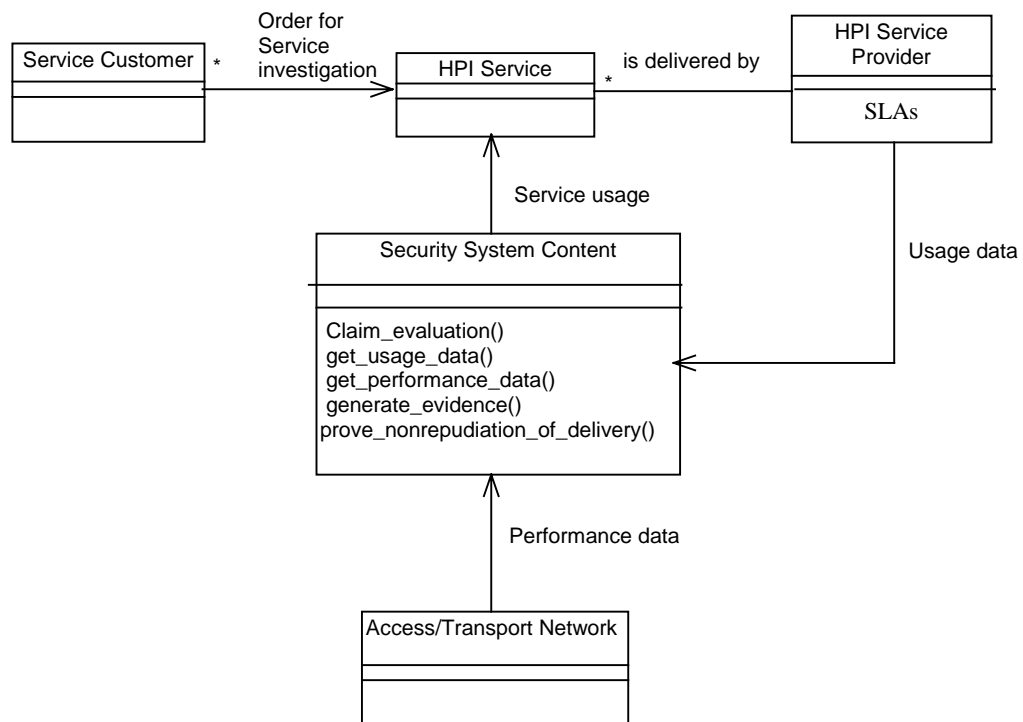 Service Customer
*
Order for
Service
investigation
HPI Service
*
is delivered by
HPI Service
Provider
SLAs
Service usage
Usage data
Security System Content
Claim_evaluation()
get_usage_data()
get_performance_data()
generate_evidence()
prove_nonrepudiation_of_delivery()
Performance data
Access/Transport Network